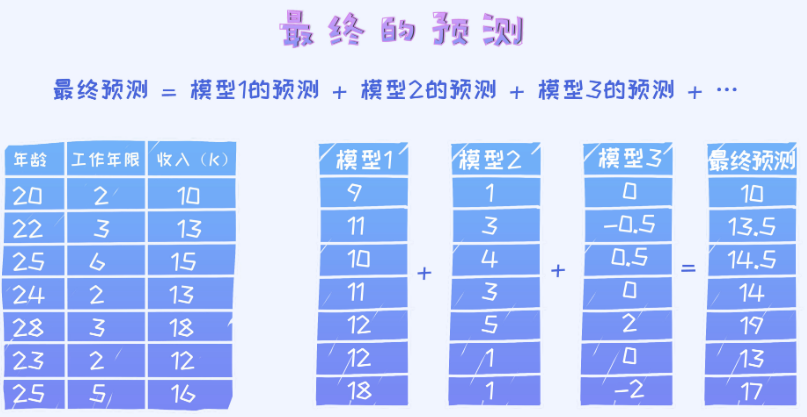 最终的预测
最终预测 = 模型1的预测 + 模型2的预测 + 模型3的预测 + …
年龄 工作年限 收入（K） 模型1 模型2 模型3 最终预测
20 2 10 9 1 0 10
22 3 13 11 3 -0.5 13.5
25 6 15 10 4 0.5 14.5
24 2 13 11 3 0 14
28 3 18 12 5 2 19
23 2 12 12 1 0 13
25 5 16 18 1 -2 17
+ + =